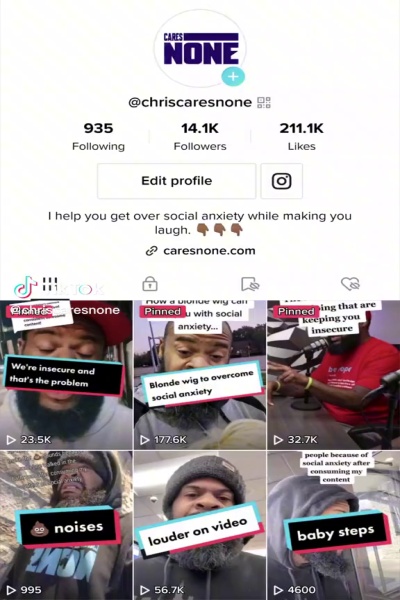 CARES
NONE
@chriscaresnone
935
14.1K
211.1K
Following
Followers
Likes
Edit profile
I help you get over social anxiety while making you
laugh. 👇🏾👇🏾👇🏾
caresnone.com
TikTok
@chriscaresnone
Pinned
We're insecure and
that's the problem
23.5K
How a blonde wig can
u with social
anxiety...
Pinned
Blonde wig to overcome
social anxiety
177.6K
ing that are
keeping you
insecure
Pinned
32.7K
💩 noises
995
louder on video
56.7K
people because of
social anxiety after
consuming my
content
baby steps
4600